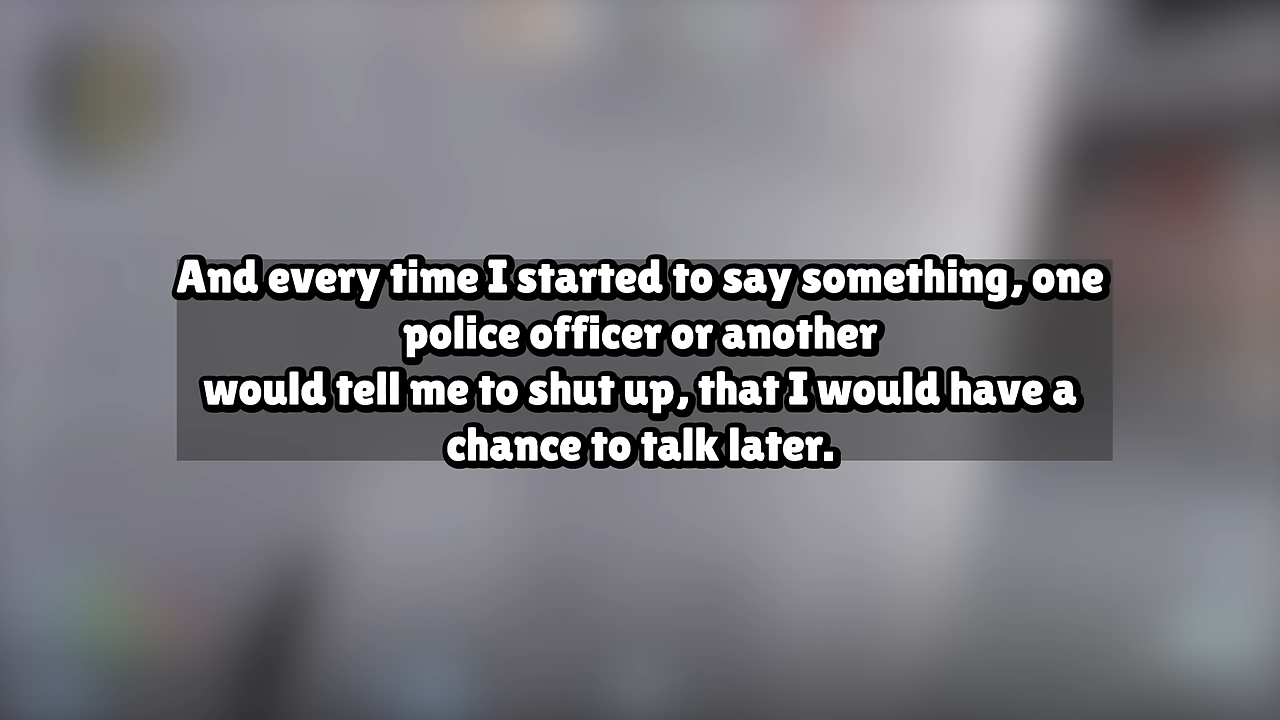 And every time I started to say something, one
police officer or another
would tell me to shut up, that I would have a
chance to talk later.